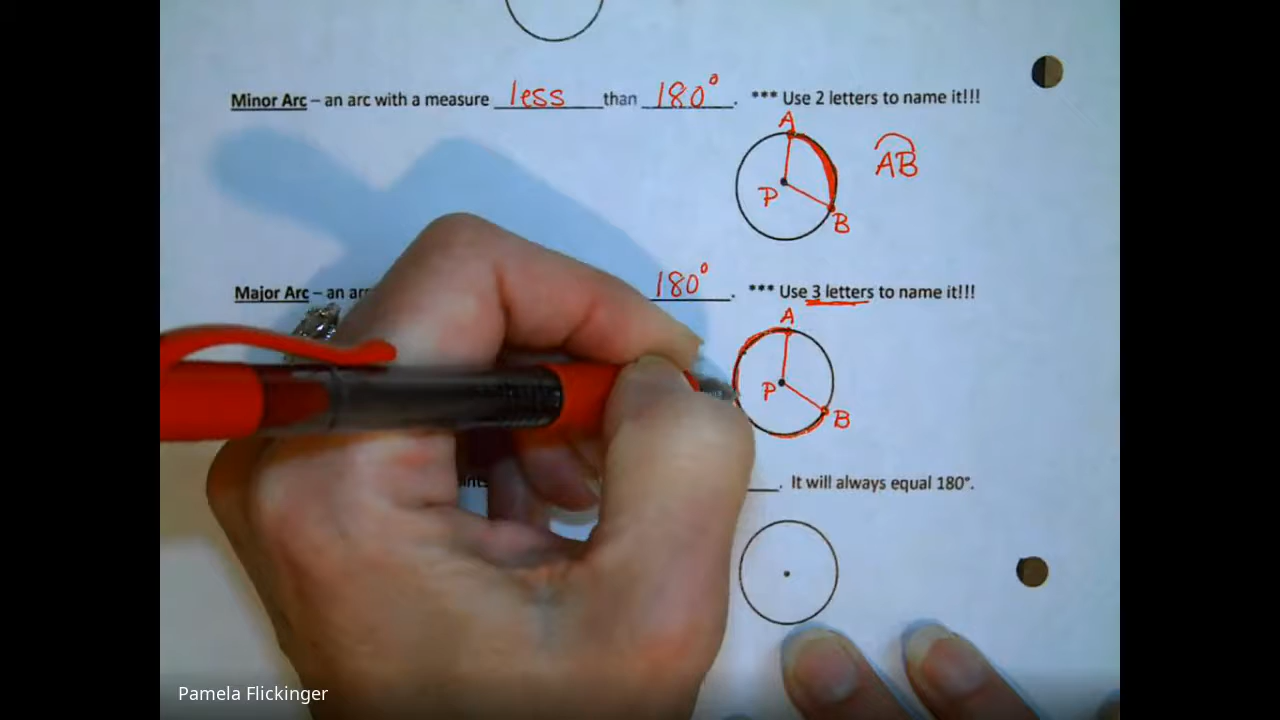 Minor Arc – an arc with a measure less than 180°. *** Use 2 letters to name it!!!
A
AB
P
B
Major Arc – an 180°. *** Use 3 letters to name it!!!
A
P
B
. It will always equal 180°.
Pamela Flickinger